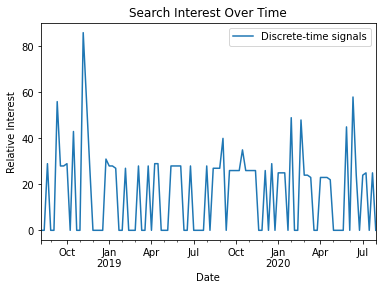 Search Interest Over Time
Discrete-time signals
Relative Interest
80
60
40
20
0
Oct
Jan
2019
Apr
Jul
Oct
Jan
2020
Apr
Jul
Date